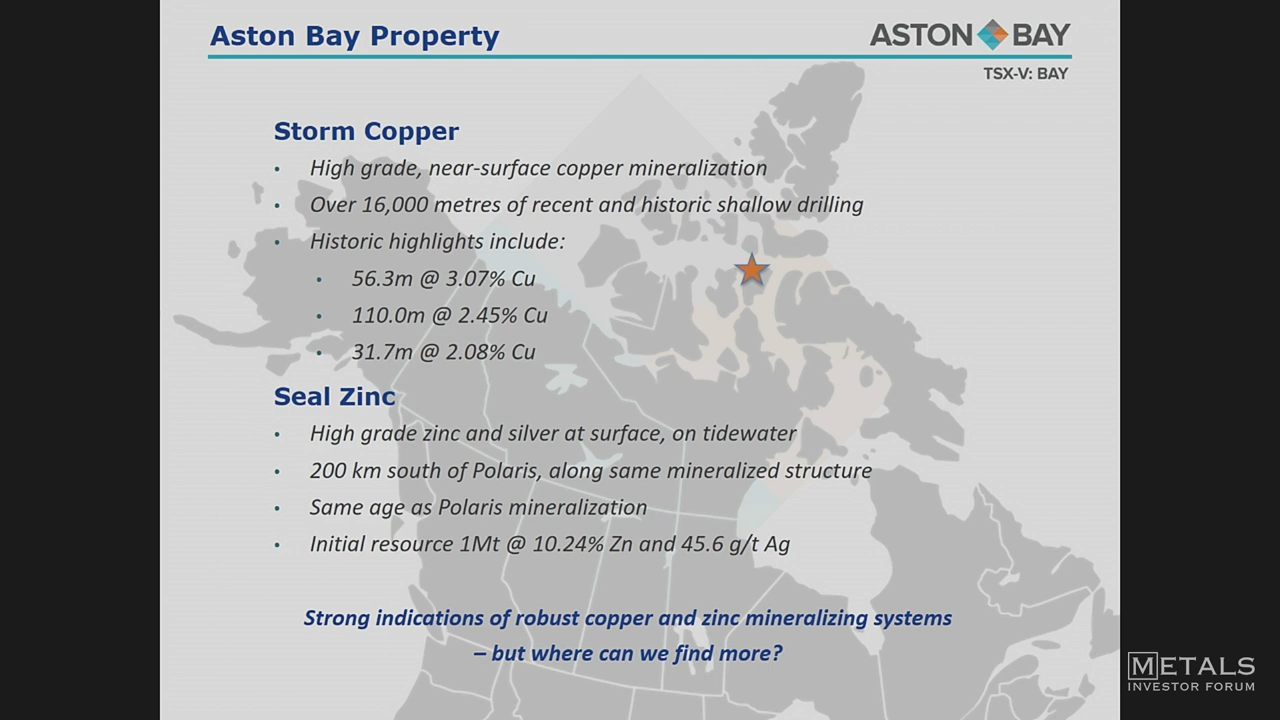 Aston Bay Property
ASTON BAY
TSX-V: BAY
Storm Copper
• High grade, near-surface copper mineralization
• Over 16,000 metres of recent and historic shallow drilling
• Historic highlights include:
• 56.3m @ 3.07% Cu
• 110.0m @ 2.45% Cu
• 31.7m @ 2.08% Cu
Seal Zinc
• High grade zinc and silver at surface, on tidewater
• 200 km south of Polaris, along same mineralized structure
• Same age as Polaris mineralization
• Initial resource 1Mt @ 10.24% Zn and 45.6 g/t Ag
Strong indications of robust copper and zinc mineralizing systems
– but where can we find more?
METALS
INVESTOR FORUM